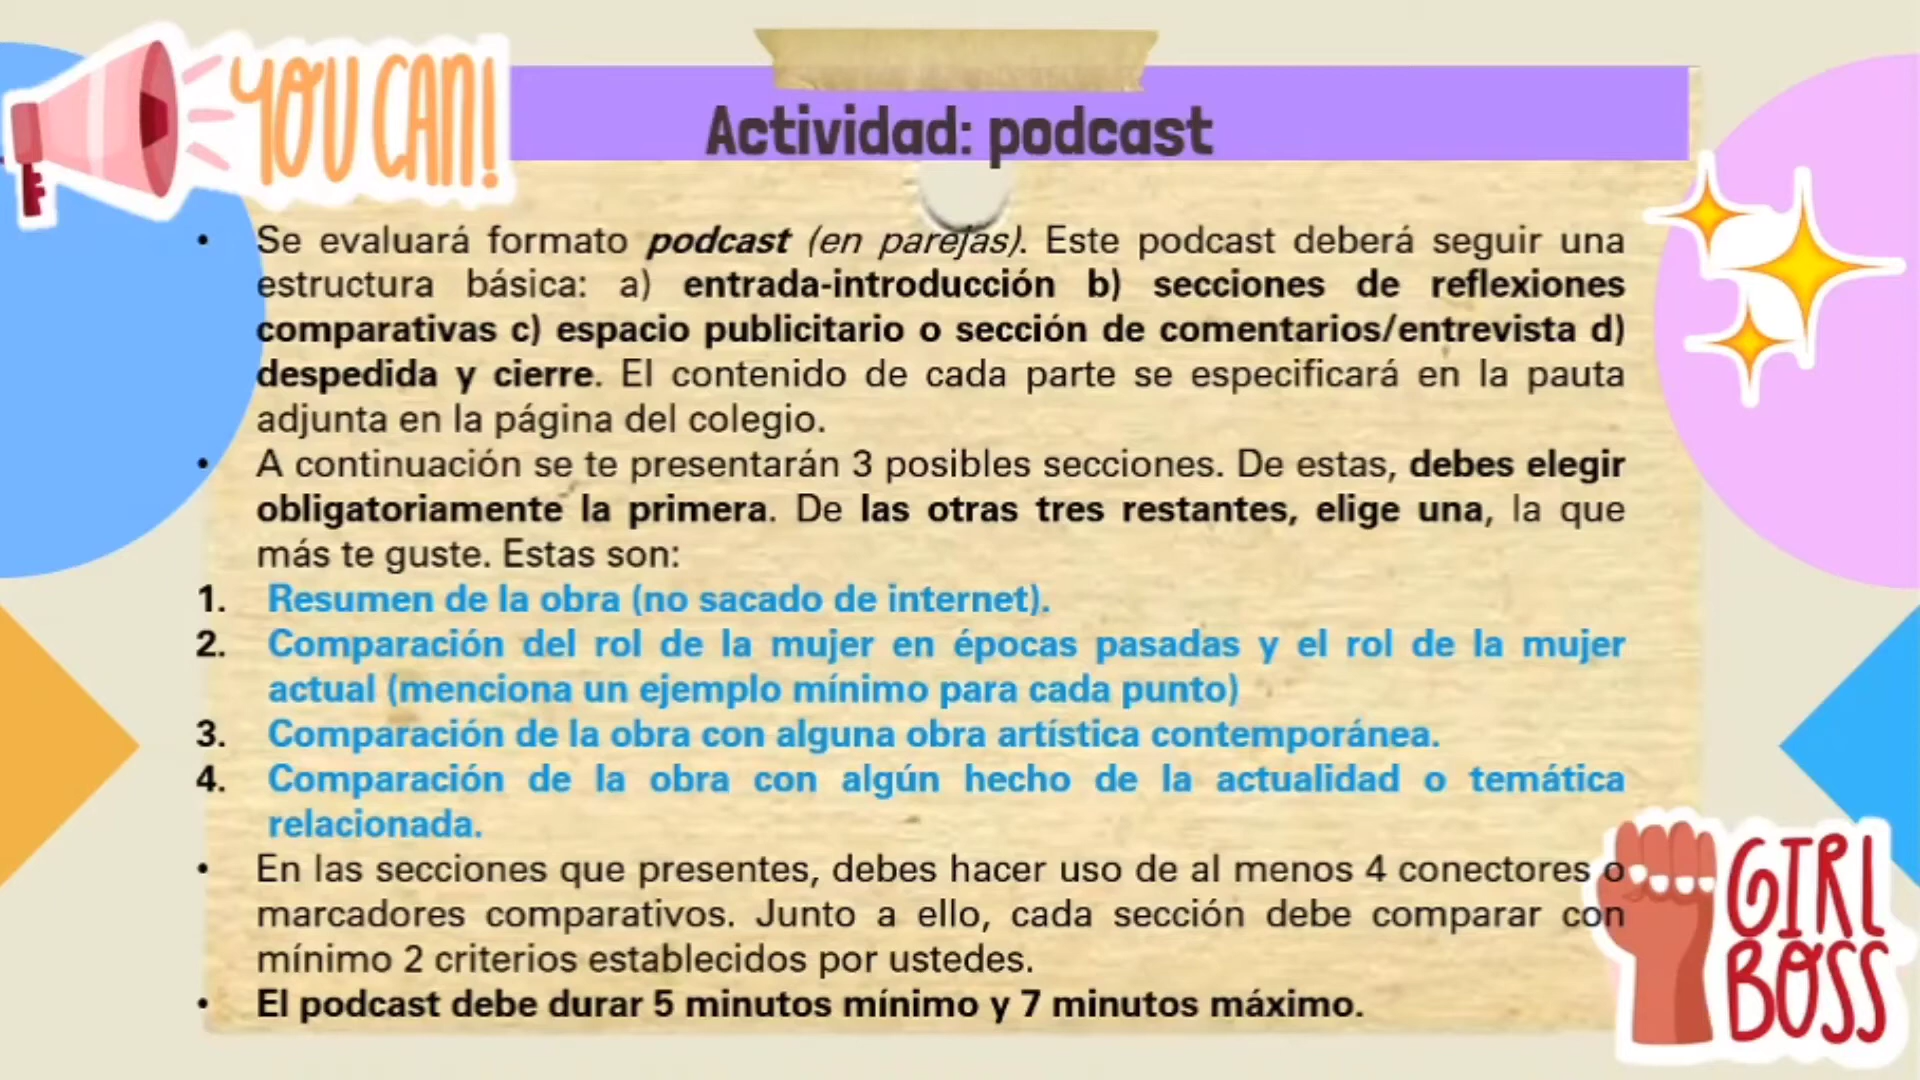 YOU CAN!
Actividad: podcast
• Se evaluará formato podcast (en parejas). Este podcast deberá seguir una
estructura básica: a) entrada-introducción b) secciones de reflexiones
comparativas c) espacio publicitario o sección de comentarios/entrevista d)
despedida y cierre. El contenido de cada parte se especificará en la pauta
adjunta en la página del colegio.
• A continuación se te presentarán 3 posibles secciones. De estas, debes elegir
obligatoriamente la primera. De las otras tres restantes, elige una, la que
más te guste. Estas son:
1. Resumen de la obra (no sacado de internet).
2. Comparación del rol de la mujer en épocas pasadas y el rol de la mujer
actual (menciona un ejemplo mínimo para cada punto)
3. Comparación de la obra con alguna obra artística contemporánea.
4. Comparación de la obra con algún hecho de la actualidad o temática
relacionada.
• En las secciones que presentes, debes hacer uso de al menos 4 conectores o
marcadores comparativos. Junto a ello, cada sección debe comparar con
mínimo 2 criterios establecidos por ustedes.
• El podcast debe durar 5 minutos mínimo y 7 minutos máximo.
GIRL
BOSS